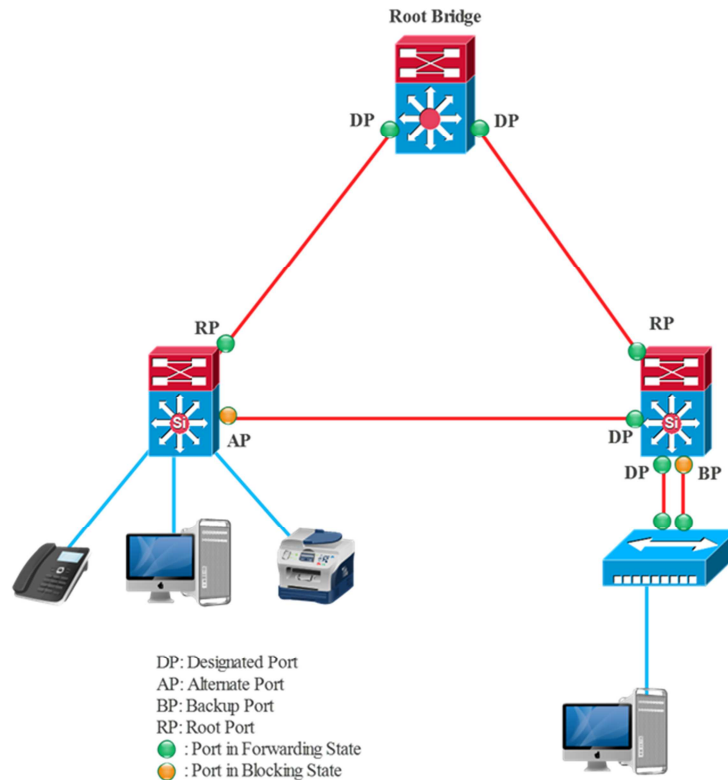 Root Bridge
DP
DP
RP
RP
Si
Si
AP
DP
DP
BP
DP: Designated Port
AP: Alternate Port
BP: Backup Port
RP: Root Port
: Port in Forwarding State
: Port in Blocking State